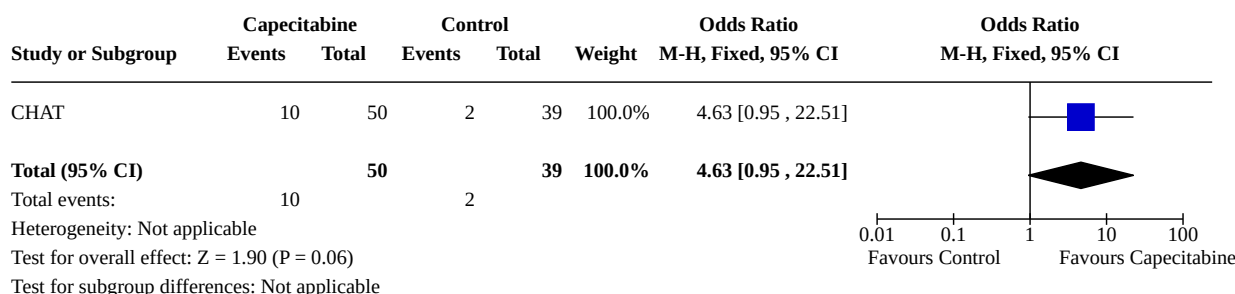 Capecitabine Control Odds Ratio Odds Ratio
Study or Subgroup Events Total Events Total Weight M-H, Fixed, 95% CI M-H, Fixed, 95% CI
CHAT 10 50 2 39 100.0% 4.63 [0.95 , 22.51]
Total (95% CI) 50 39 100.0% 4.63 [0.95 , 22.51]
Total events: 10 2
Heterogeneity: Not applicable
0.01 0.1 1 10 100
Test for overall effect: Z = 1.90 (P = 0.06) Favours Control Favours Capecitabine
Test for subgroup differences: Not applicable